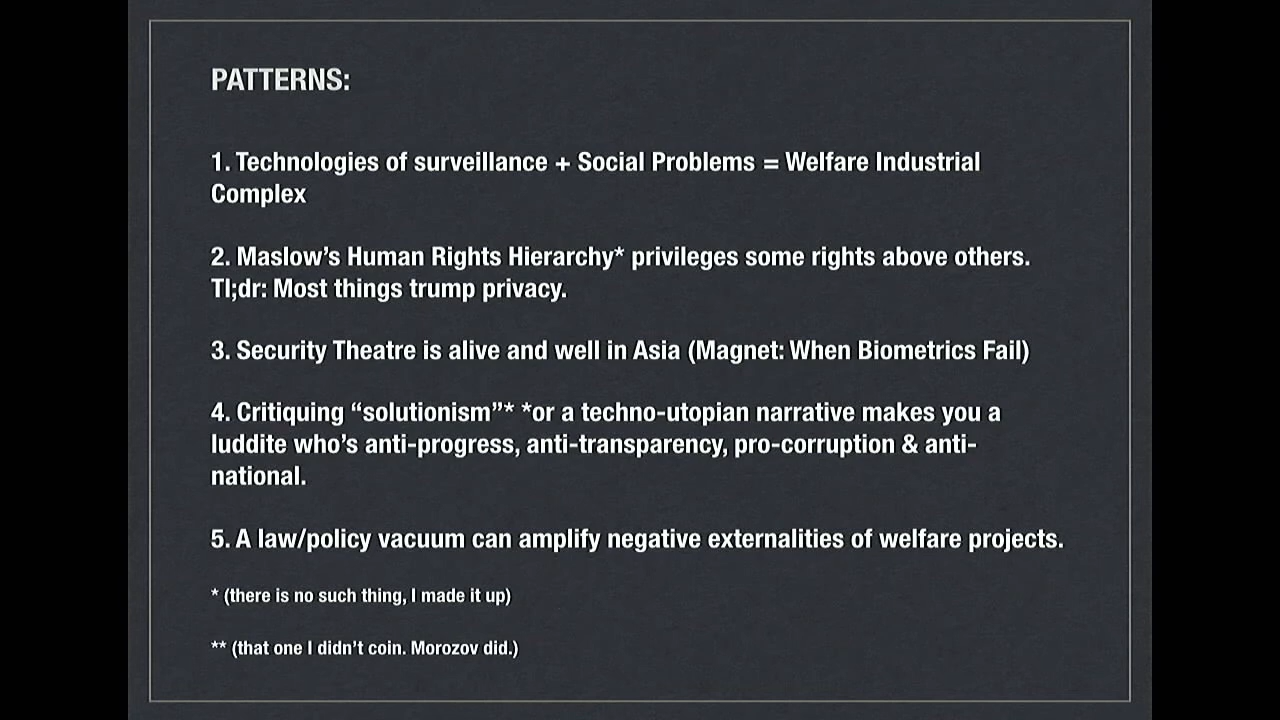 PATTERNS:
1. Technologies of surveillance + Social Problems = Welfare Industrial
Complex
2. Maslow’s Human Rights Hierarchy* privileges some rights above others.
Tl;dr: Most things trump privacy.
3. Security Theatre is alive and well in Asia (Magnet: When Biometrics Fail)
4. Critiquing “solutionism”* *or a techno-utopian narrative makes you a
luddite who’s anti-progress, anti-transparency, pro-corruption & anti-
national.
5. A law/policy vacuum can amplify negative externalities of welfare projects.
* (there is no such thing, I made it up)
** (that one I didn’t coin. Morozov did.)